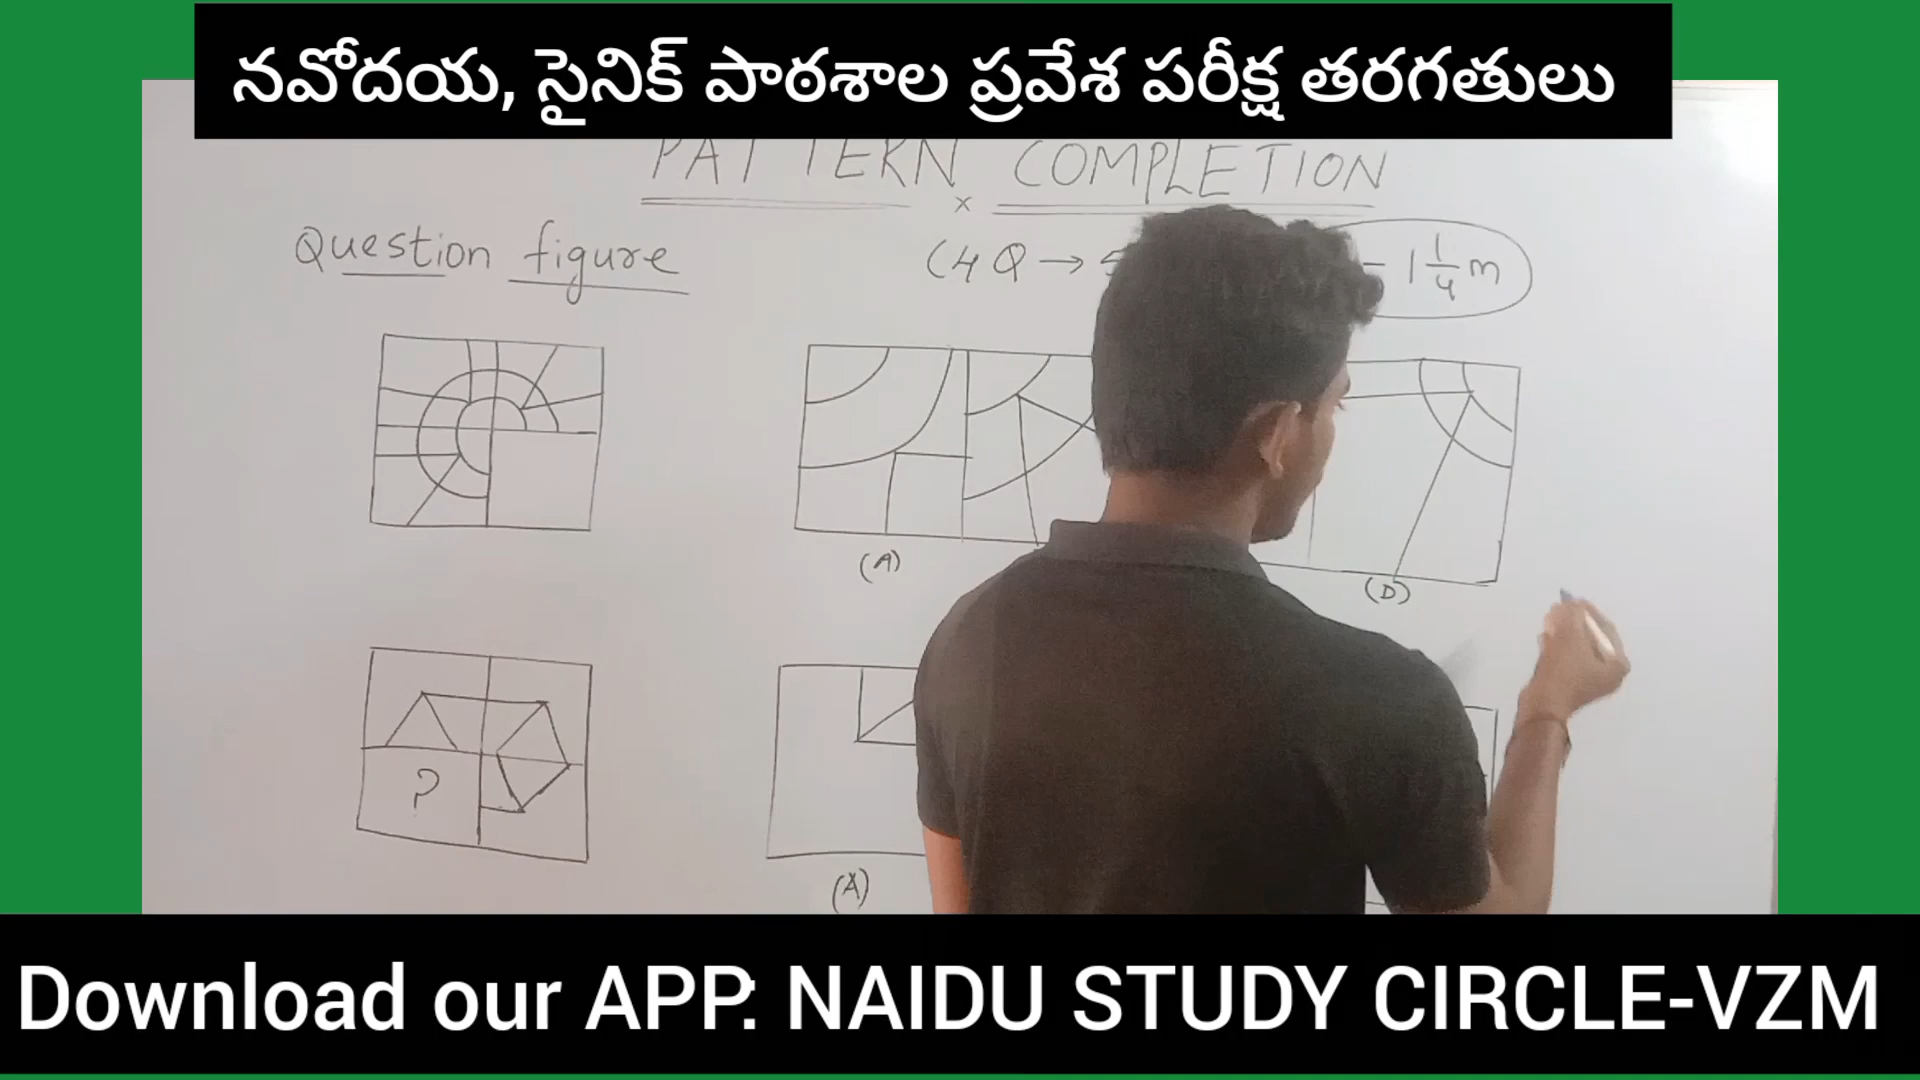 నవోదయ, సైనిక్ పాఠశాల ప్రవేశ పరీక్ష తరగతులు
PATTERN COMPLETION
Question figure
(4Q →
- 1 1/4 m
(A)
(D)
?
(A)
Download our APP: NAIDU STUDY CIRCLE-VZM